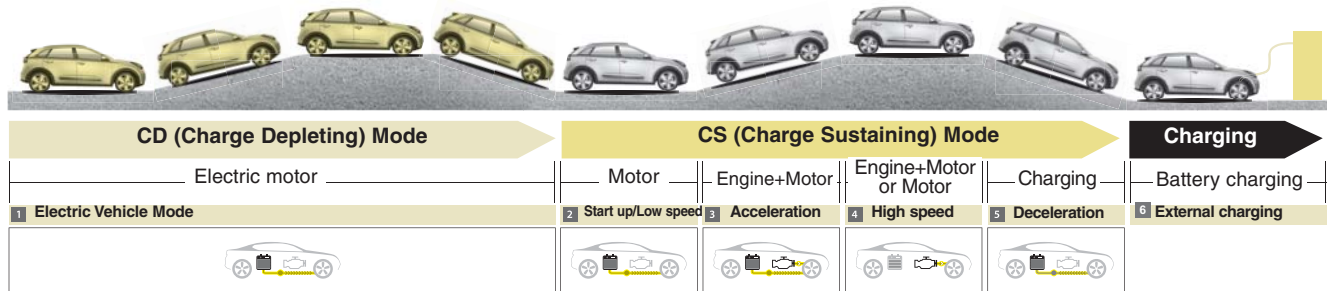 CD (Charge Depleting) Mode
CS (Charge Sustaining) Mode
Charging
Electric motor
Motor
Engine+Motor
Engine+Motor
or Motor
Charging
Battery charging
1 Electric Vehicle Mode
2 Start up/Low speed
3 Acceleration
4 High speed
5 Deceleration
6 External charging